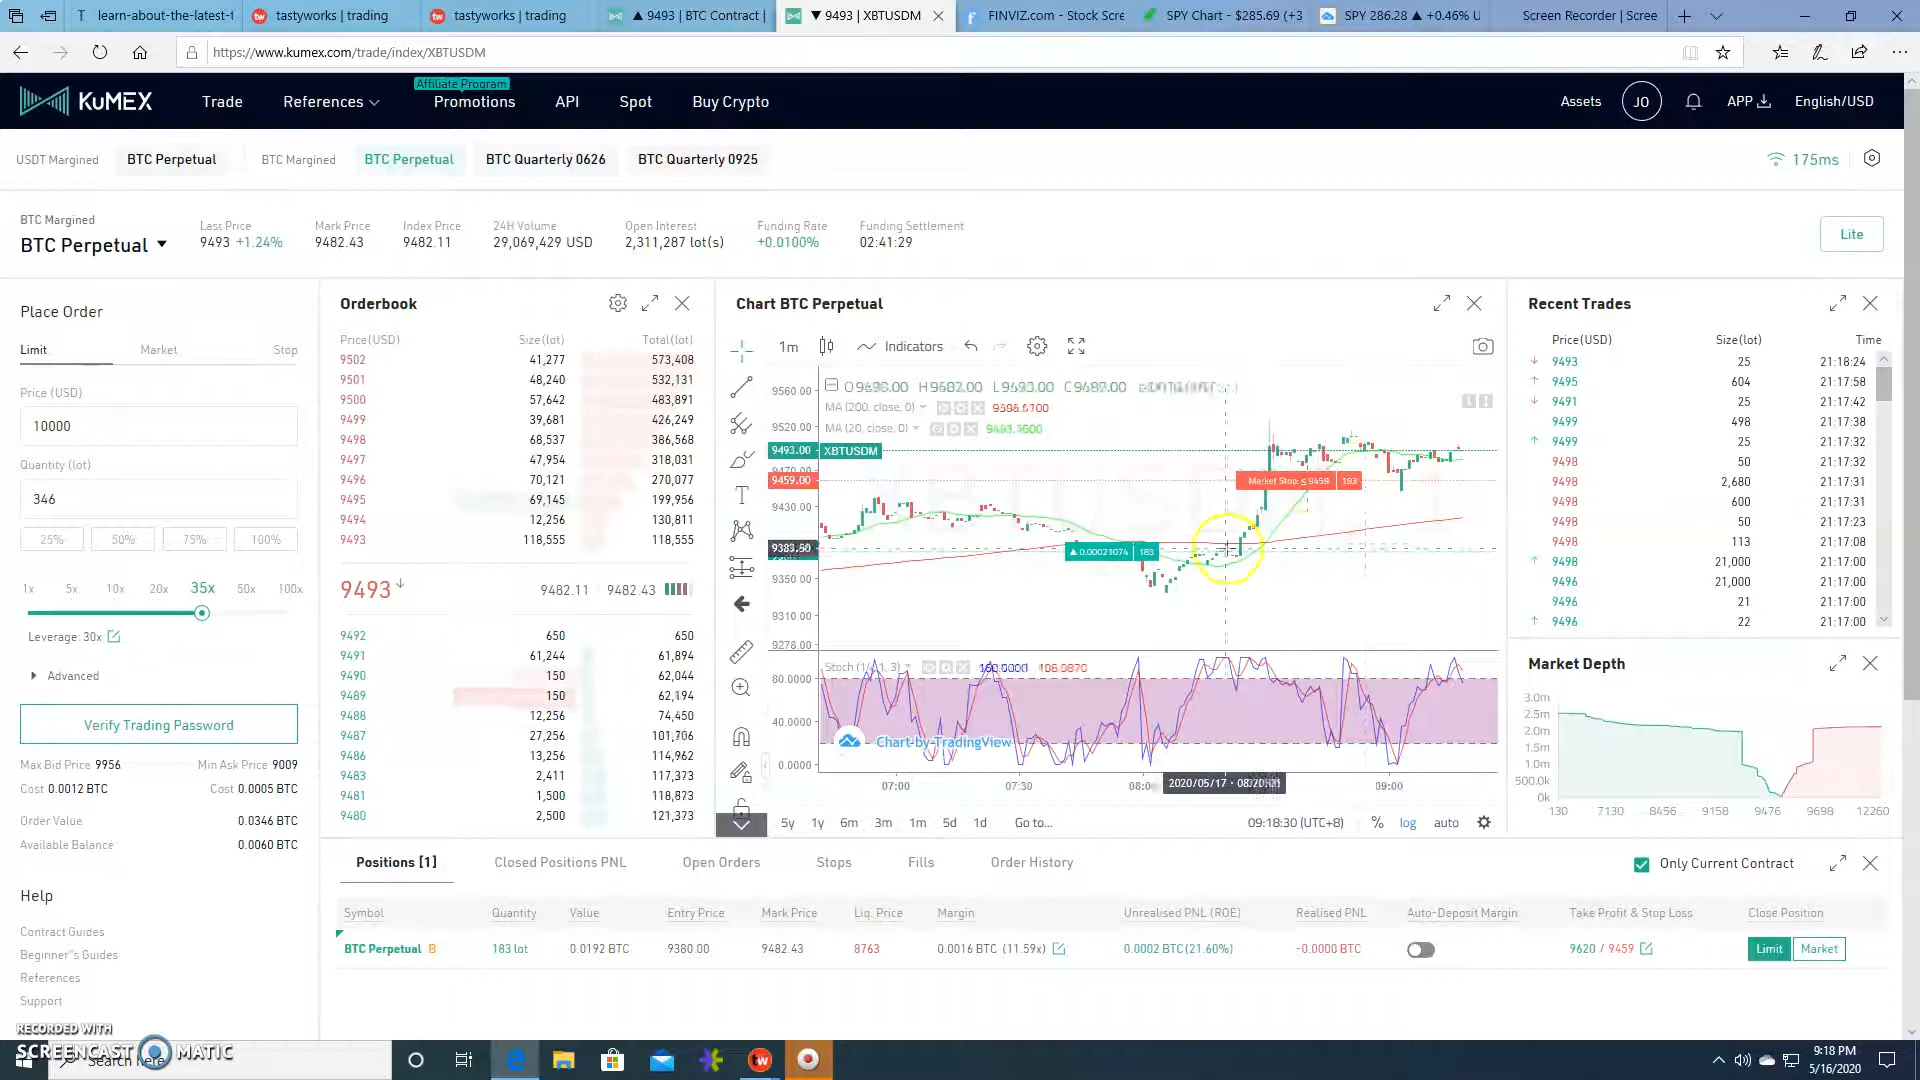 learn-about-the-latest-t
tastyworks | trading
tastyworks | trading
▲ 9493 | BTC Contract |
▼ 9493 | XBTUSDM
FINVIZ.com - Stock Scre
SPY Chart - $285.69 (+3
SPY 286.28 ▲ +0.46% U
Screen Recorder | Scree
https://www.kumex.com/trade/index/XBTUSDM
KuMEX
Trade
References
Affiliate Program
Promotions
API
Spot
Buy Crypto
Assets
JO
APP
English/USD
USDT Margined
BTC Perpetual
BTC Margined
BTC Perpetual
BTC Quarterly 0626
BTC Quarterly 0925
175ms
BTC Margined
BTC Perpetual
Last Price
9493 +1.24%
Mark Price
9482.43
Index Price
9482.11
24H Volume
29,069,429 USD
Open Interest
2,311,287 lot(s)
Funding Rate
+0.0100%
Funding Settlement
02:41:29
Lite
Place Order
Limit Market Stop
Price (USD)
10000
Quantity (lot)
346
25% 50% 75% 100%
1x 5x 10x 20x 35x 50x 100x
Leverage: 30x
Advanced
Verify Trading Password
Max Bid Price 9956 Min Ask Price 9009
Cost 0.0012 BTC Cost 0.0005 BTC
Order Value 0.0346 BTC
Available Balance 0.0060 BTC
Help
Contract Guides
Beginner"s Guides
References
Support
Orderbook
Price(USD) Size(lot) Total(lot)
9502 41,277 573,408
9501 48,240 532,131
9500 57,642 483,891
9499 39,681 426,249
9498 68,537 386,568
9497 47,954 318,031
9496 70,121 270,077
9495 69,145 199,956
9494 12,256 130,811
9493 118,555 118,555
9493 9482.11 9482.43
9492 650 650
9491 61,244 61,894
9490 150 62,044
9489 150 62,194
9488 12,256 74,450
9487 27,256 101,706
9486 13,256 114,962
9483 2,411 117,373
9481 1,500 118,873
9480 2,500 121,373
Chart BTC Perpetual
1m
Indicators
MA (200, close, 0)
MA (20, close, 0)
9560.00
9520.00
9493.00 XBTUSDM
9470.00
9459.00
Market Stop: ≤9459 183
9430.00
9383.50
▲ 0.00021074 183
9350.00
9310.00
9278.00
80.0000
40.0000
0.0000
Chart by TradingView
07:00 07:30 09:00
5y 1y 6m 3m 1m 5d 1d Go to...
09:18:30 (UTC+8)
% log auto
Recent Trades
Price(USD) Size(lot) Time
9493 25 21:18:24
9495 604 21:17:58
9491 25 21:17:42
9499 498 21:17:38
9499 25 21:17:32
9498 50 21:17:32
9498 2,680 21:17:31
9498 600 21:17:31
9498 50 21:17:23
9498 113 21:17:08
9498 21,000 21:17:00
9496 21,000 21:17:00
9496 21 21:17:00
9496 22 21:17:00
Market Depth
3.0m
2.5m
2.0m
1.5m
1.0m
500.0k
0k
130 7130 8456 9158 9476 9698 12260
Positions [1]
Closed Positions PNL
Open Orders
Stops
Fills
Order History
Only Current Contract
Symbol Quantity Value Entry Price Mark Price Liq. Price Margin Unrealised PNL (ROE) Realised PNL Auto-Deposit Margin Take Profit & Stop Loss Close Position
BTC Perpetual B 183 lot 0.0192 BTC 9380.00 9482.43 8763 0.0016 BTC (11.59x) 0.0002 BTC(21.60%) -0.0000 BTC 9620 / 9459 Limit Market
RECORDED WITH
SCREENCAST MATIC
9:18 PM
5/16/2020